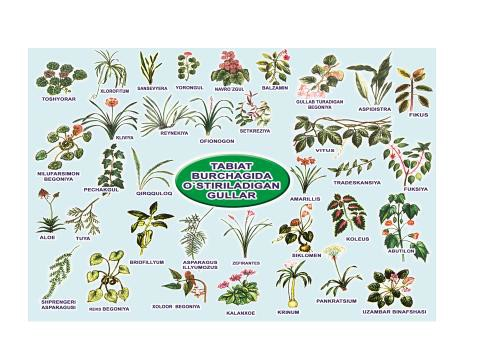 TOSHYORAR
XLOROFITUM
SANSEVYERA
YORONGUL
NAVRO'ZGUL
BALZAMIN
GULLAB TURADIGAN
BEGONIYA
ASPIDISTRA
FIKUS
KLIVIYA
REYNEKIYA
OFIONOGON
SETKREZIYA
VITUS
NILUFARSIMON
BEGONIYA
PECHAKGUL
QIRQQULOQ
TABIAT
BURCHAGIDA
O'STIRILADIGAN
GULLAR
AMARILLIS
TRADESKANSIYA
FUKSIYA
ALOE
TUYA
BRIOFILLYUM
ASPARAGUS
ILLYUMOZUS
ZEFIRANTES
SIKLOMEN
KOLEUS
ABUTILON
SHPRENGERI
ASPARAGUSI
REKS BEGONIYA
XOLDOR BEGONIYA
KALANXOE
KRINUM
PANKRATSIUM
UZAMBAR BINAFSHASI